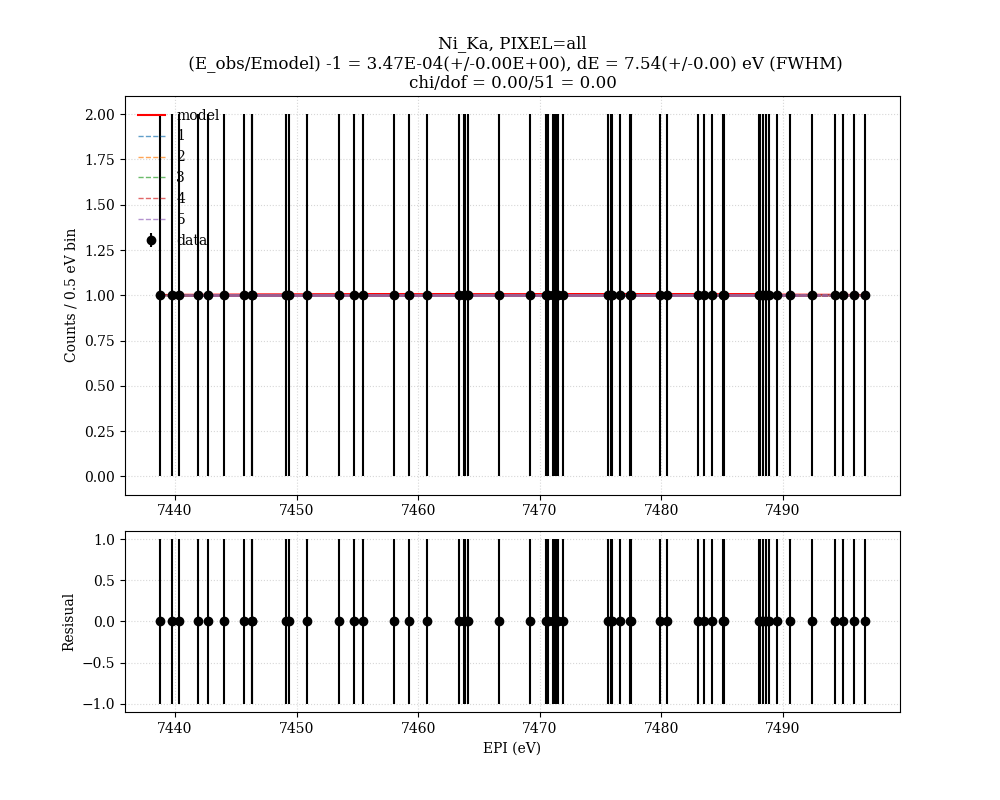 Ni_Ka, PIXEL=all
(E_obs/Emodel) -1 = 3.47E-04(+/-0.00E+00), dE = 7.54(+/-0.00) eV (FWHM)
chi/dof = 0.00/51 = 0.00
Counts / 0.5 eV bin
2.00
1.75
1.50
1.25
1.00
0.75
0.50
0.25
0.00
model
1
2
3
4
5
data
7440 7450 7460 7470 7480 7490
Resisual
1.0
0.5
0.0
−0.5
−1.0
7440 7450 7460 7470 7480 7490
EPI (eV)